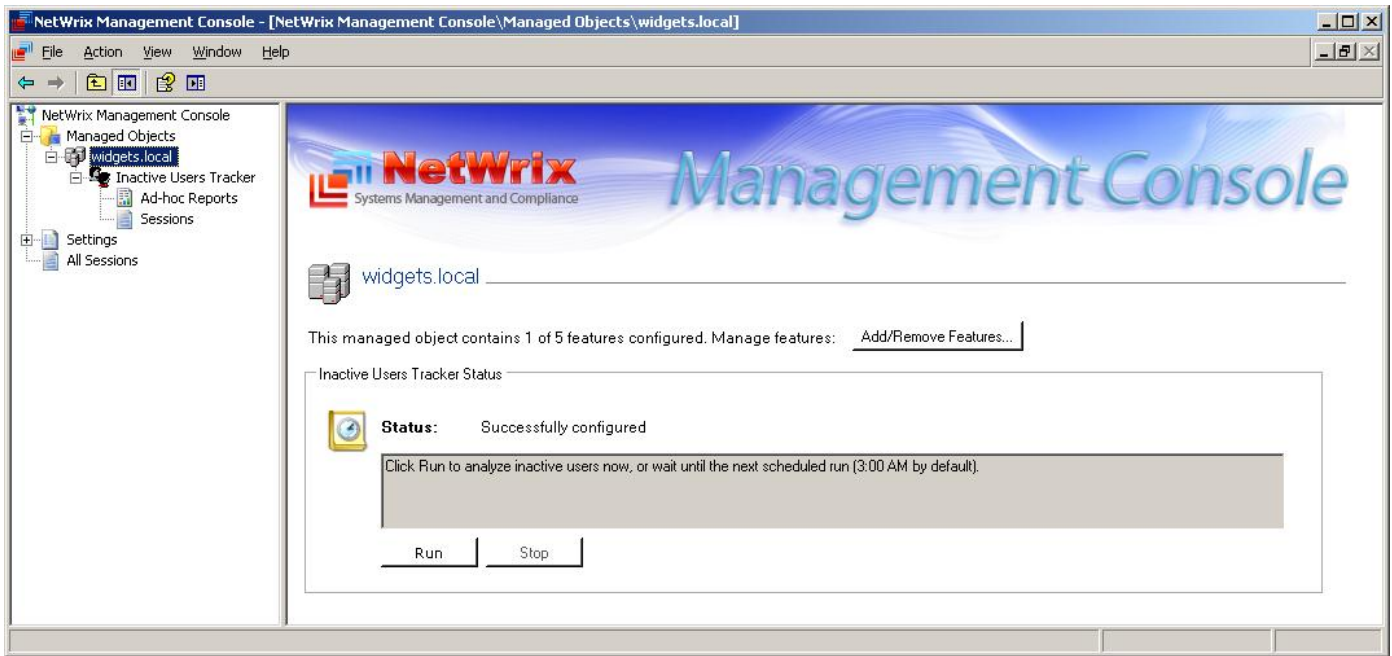 NetWrix Management Console - [NetWrix Management Console\Managed Objects\widgets.local]
File Action View Window Help
NetWrix Management Console
Managed Objects
widgets.local
Inactive Users Tracker
Ad-hoc Reports
Sessions
Settings
All Sessions
NetWrix
Systems Management and Compliance
Management Console
widgets.local
This managed object contains 1 of 5 features configured. Manage features: Add/Remove Features...
Inactive Users Tracker Status
Status: Successfully configured
Click Run to analyze inactive users now, or wait until the next scheduled run (3:00 AM by default).
Run Stop